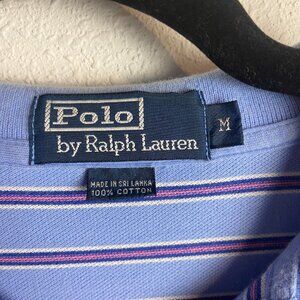 Polo
by Ralph Lauren
M
MADE IN SRI LANKA
100% COTTON